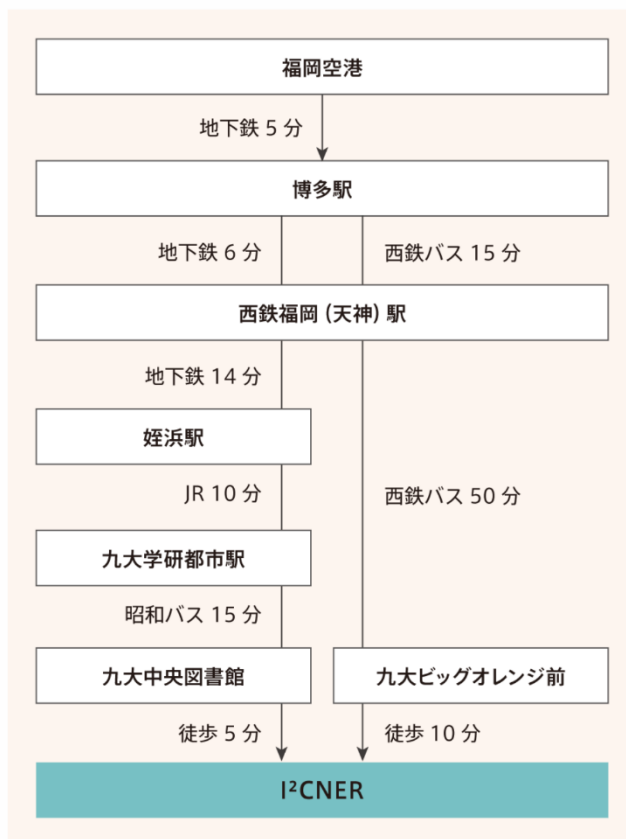 福岡空港
地下鉄 5 分
博多駅
地下鉄 6 分
西鉄バス 15 分
西鉄福岡（天神）駅
地下鉄 14 分
姪浜駅
JR 10 分
西鉄バス 50 分
九大学研都市駅
昭和バス 15 分
九大中央図書館
九大ビッグオレンジ前
徒歩 5 分
徒歩 10 分
I²CNER